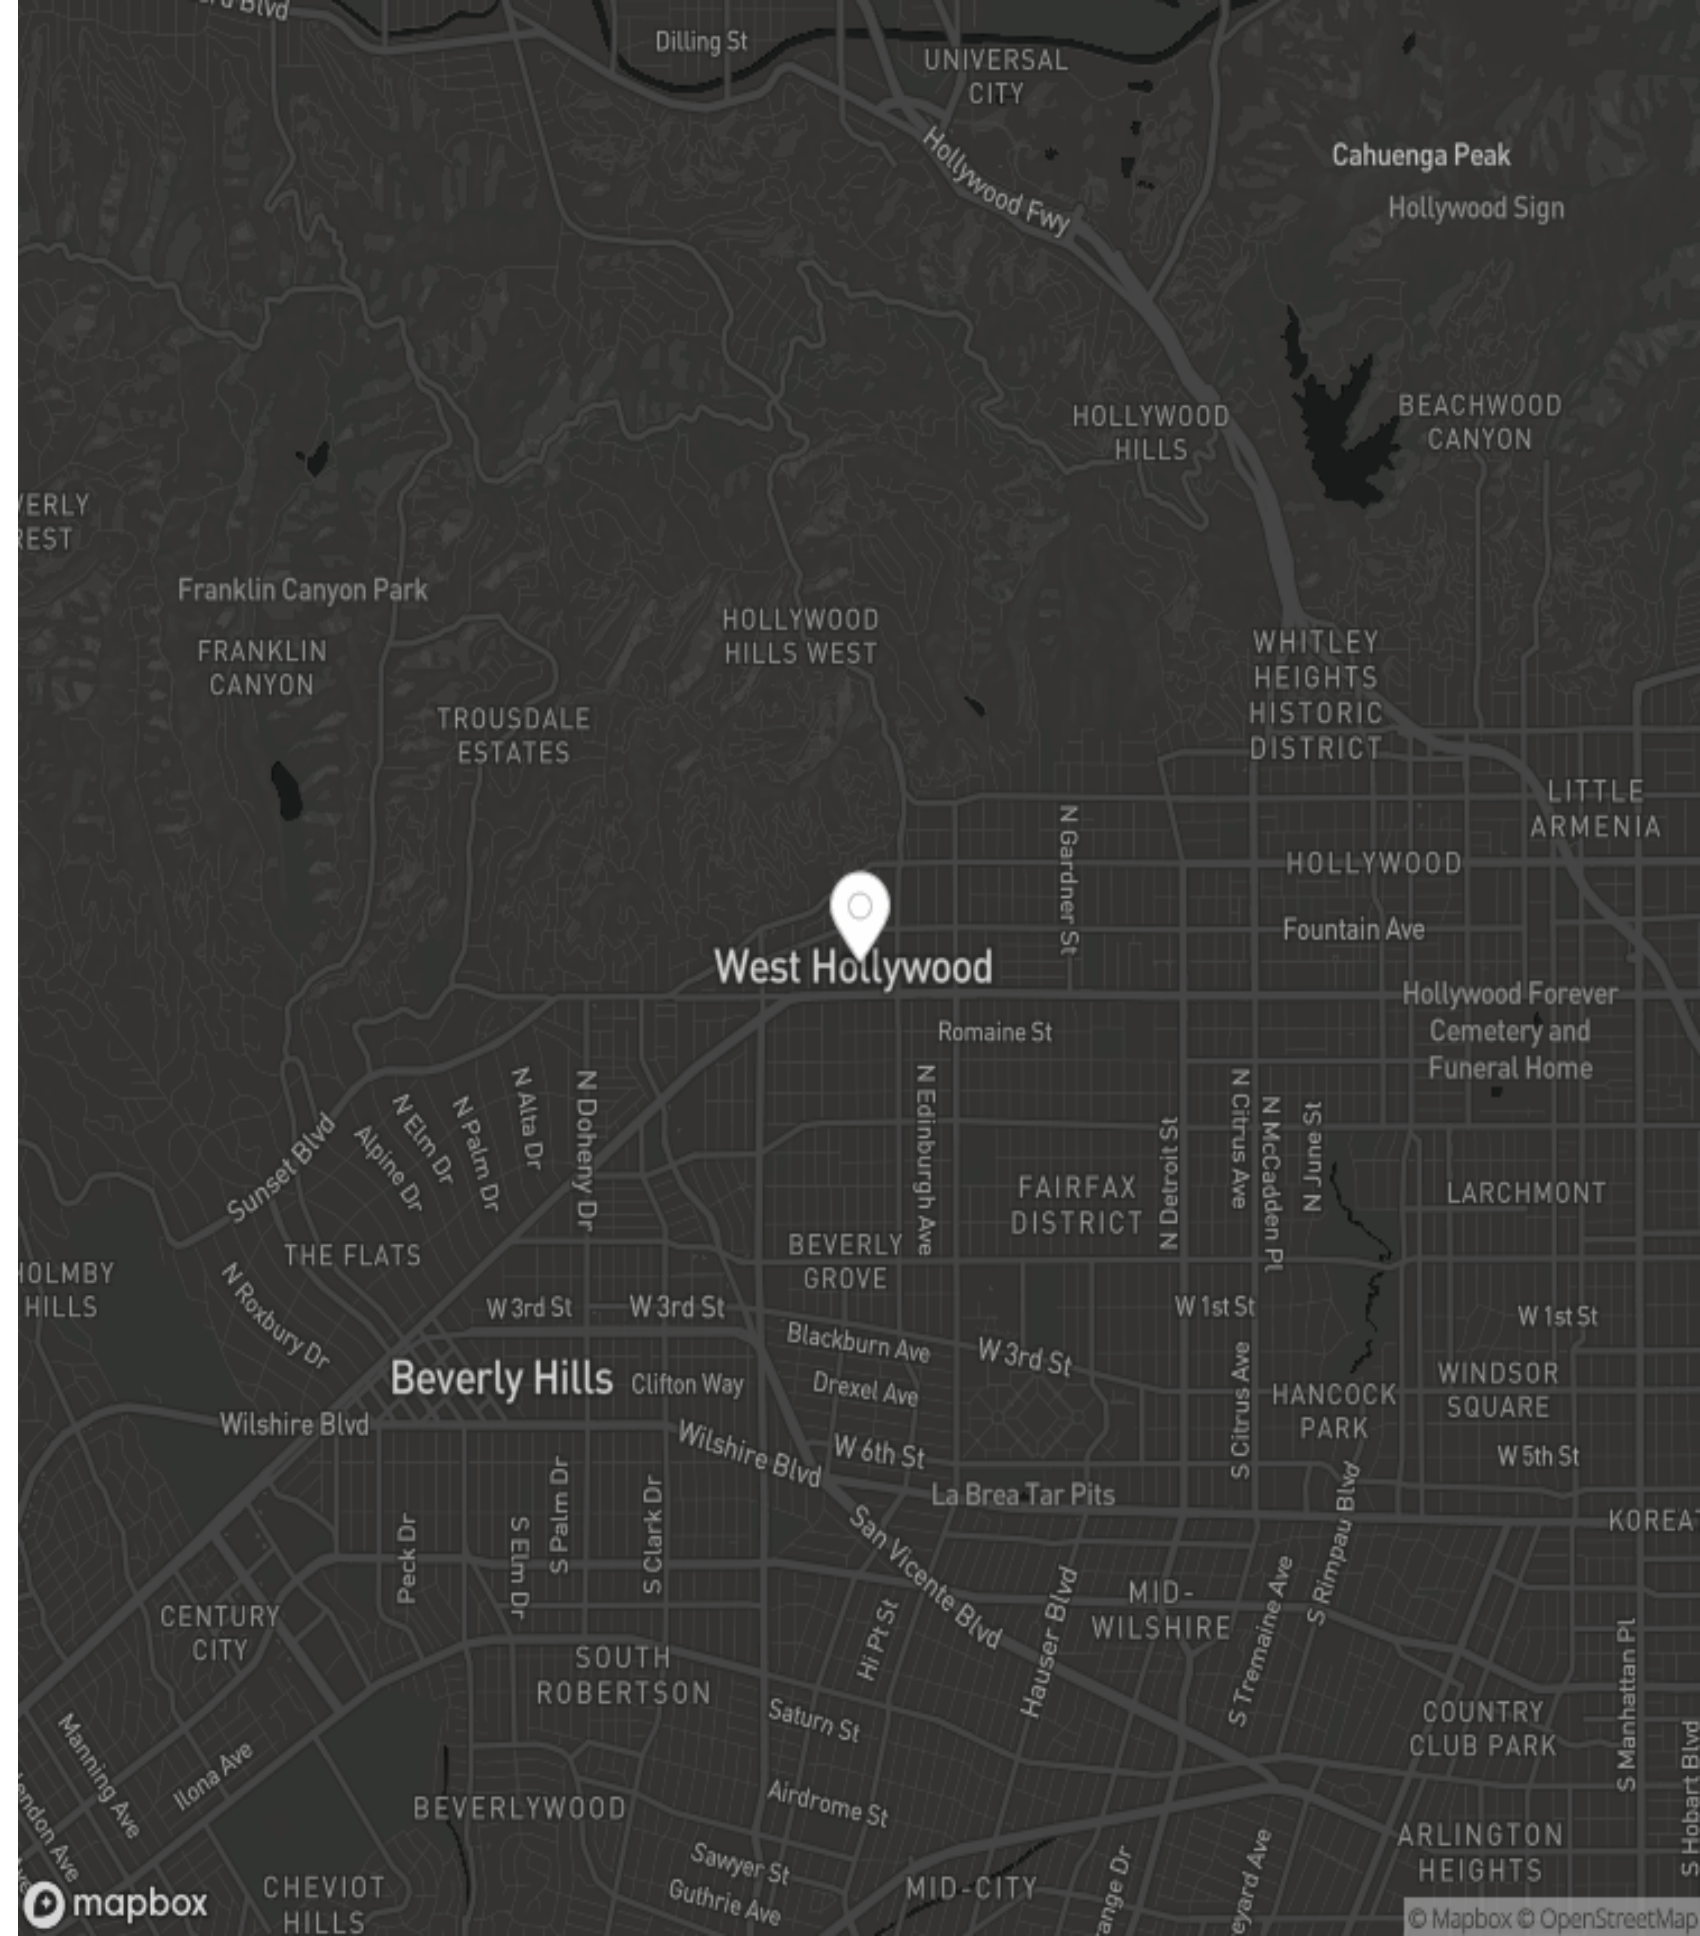 Blvd
Dilling St
UNIVERSAL
CITY
Hollywood Fwy
Cahuenga Peak
Hollywood Sign
HOLLYWOOD
HILLS
BEACHWOOD
CANYON
Franklin Canyon Park
FRANKLIN
CANYON
HOLLYWOOD
HILLS WEST
TROUSDALE
ESTATES
WHITLEY
HEIGHTS
HISTORIC
DISTRICT
LITTLE
ARMENIA
N Gardner St
HOLLYWOOD
Fountain Ave
West Hollywood
Hollywood Forever
Cemetery and
Funeral Home
Romaine St
Sunset Blvd
Alpine Dr
N Elm Dr
N Palm Dr
N Alta Dr
N Doheny Dr
N Edinburgh Ave
N Detroit St
N Citrus Ave
N McCadden Pl
N June St
FAIRFAX
DISTRICT
LARCHMONT
THE FLATS
BEVERLY
GROVE
HOLMBY
HILLS
N Roxbury Dr
W 3rd St
W 3rd St
W 1st St
W 1st St
Blackburn Ave
W 3rd St
Beverly Hills
Clifton Way
Drexel Ave
S Citrus Ave
HANCOCK
PARK
WINDSOR
SQUARE
Wilshire Blvd
Wilshire Blvd
W 6th St
W 5th St
La Brea Tar Pits
San Vicente Blvd
S Rimpau Blvd
KOREAT
Peck Dr
S Elm Dr
S Palm Dr
S Clark Dr
Hi Pt St
Hauser Blvd
MID-
WILSHIRE
S Tremaine Ave
CENTURY
CITY
SOUTH
ROBERTSON
Saturn St
COUNTRY
CLUB PARK
S Manhattan Pl
S Hobart Blvd
Manning Ave
Ilona Ave
BEVERLYWOOD
Airdrome St
ARLINGTON
HEIGHTS
Sawyer St
Guthrie Ave
MID-CITY
CHEVIOT
HILLS
mapbox
© Mapbox © OpenStreetMap